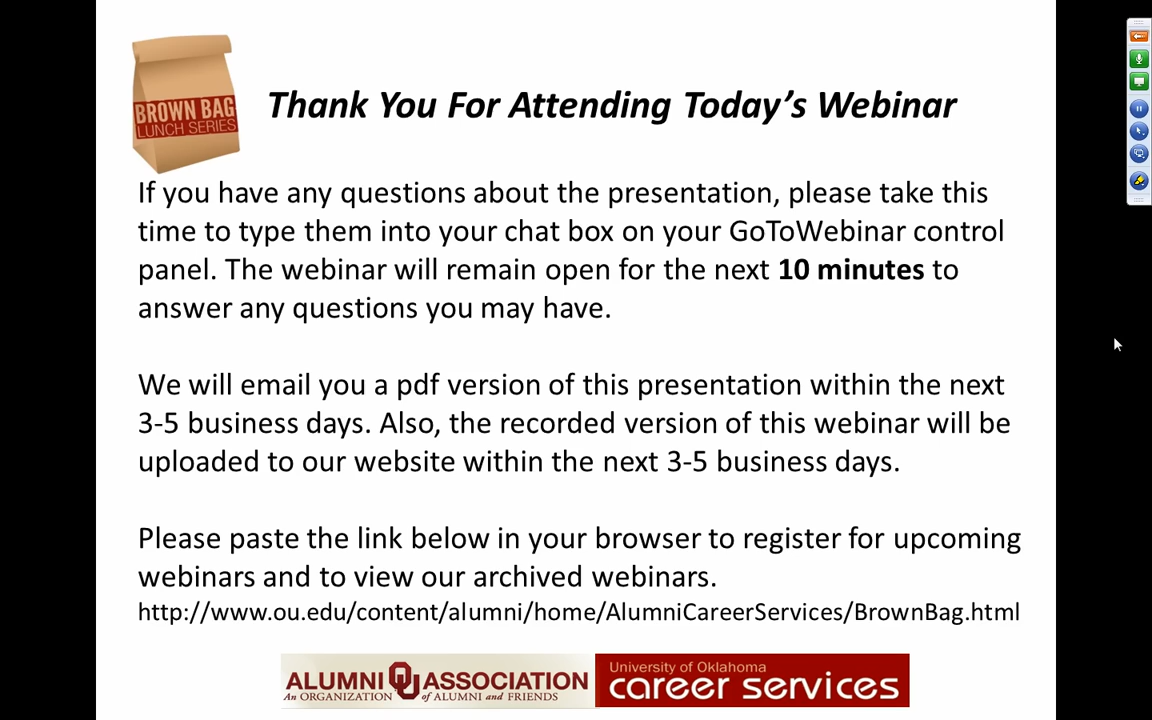 BROWN BAG
LUNCH SERIES
Thank You For Attending Today's Webinar
If you have any questions about the presentation, please take this
time to type them into your chat box on your GoToWebinar control
panel. The webinar will remain open for the next 10 minutes to
answer any questions you may have.
We will email you a pdf version of this presentation within the next
3-5 business days. Also, the recorded version of this webinar will be
uploaded to our website within the next 3-5 business days.
Please paste the link below in your browser to register for upcoming
webinars and to view our archived webinars.
http://www.ou.edu/content/alumni/home/AlumniCareerServices/BrownBag.html
ALUMNI OU ASSOCIATION
An ORGANIZATION of ALUMNI and FRIENDS
University of Oklahoma
career services